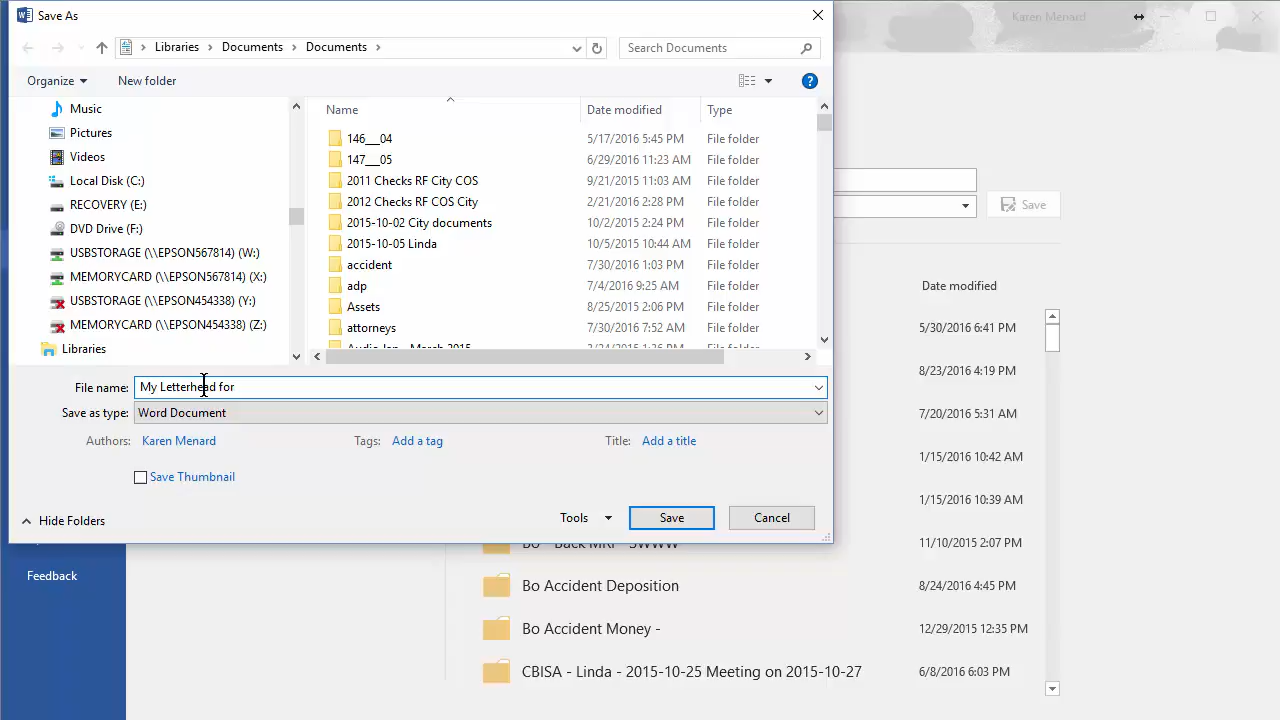 Save As
Karen Menard
Libraries > Documents > Documents >
Search Documents
Organize
New folder
Name
Date modified
Type
Music
Pictures
Videos
Local Disk (C:)
RECOVERY (E:)
DVD Drive (F:)
USBSTORAGE (\\EPSON567814) (W:)
MEMORYCARD (\\EPSON567814) (X:)
USBSTORAGE (\\EPSON454338) (Y:)
MEMORYCARD (\\EPSON454338) (Z:)
Libraries
146___04 5/17/2016 5:45 PM File folder
147___05 6/29/2016 11:23 AM File folder
2011 Checks RF City COS 9/21/2015 11:03 AM File folder
2012 Checks RF COS City 2/21/2016 2:28 PM File folder
2015-10-02 City documents 10/2/2015 2:24 PM File folder
2015-10-05 Linda 10/5/2015 10:44 AM File folder
accident 7/30/2016 1:03 PM File folder
adp 7/4/2016 9:25 AM File folder
Assets 8/25/2015 2:06 PM File folder
attorneys 7/30/2016 7:52 AM File folder
File name: My Letterhead for
Save as type: Word Document
Authors: Karen Menard
Tags: Add a tag
Title: Add a title
Save Thumbnail
Hide Folders
Tools
Save
Cancel
Save
Date modified
5/30/2016 6:41 PM
8/23/2016 4:19 PM
7/20/2016 5:31 AM
1/15/2016 10:42 AM
1/15/2016 10:39 AM
11/10/2015 2:07 PM
Feedback
Bo Accident Deposition 8/24/2016 4:45 PM
Bo Accident Money - 12/29/2015 12:35 PM
CBISA - Linda - 2015-10-25 Meeting on 2015-10-27 6/8/2016 6:03 PM